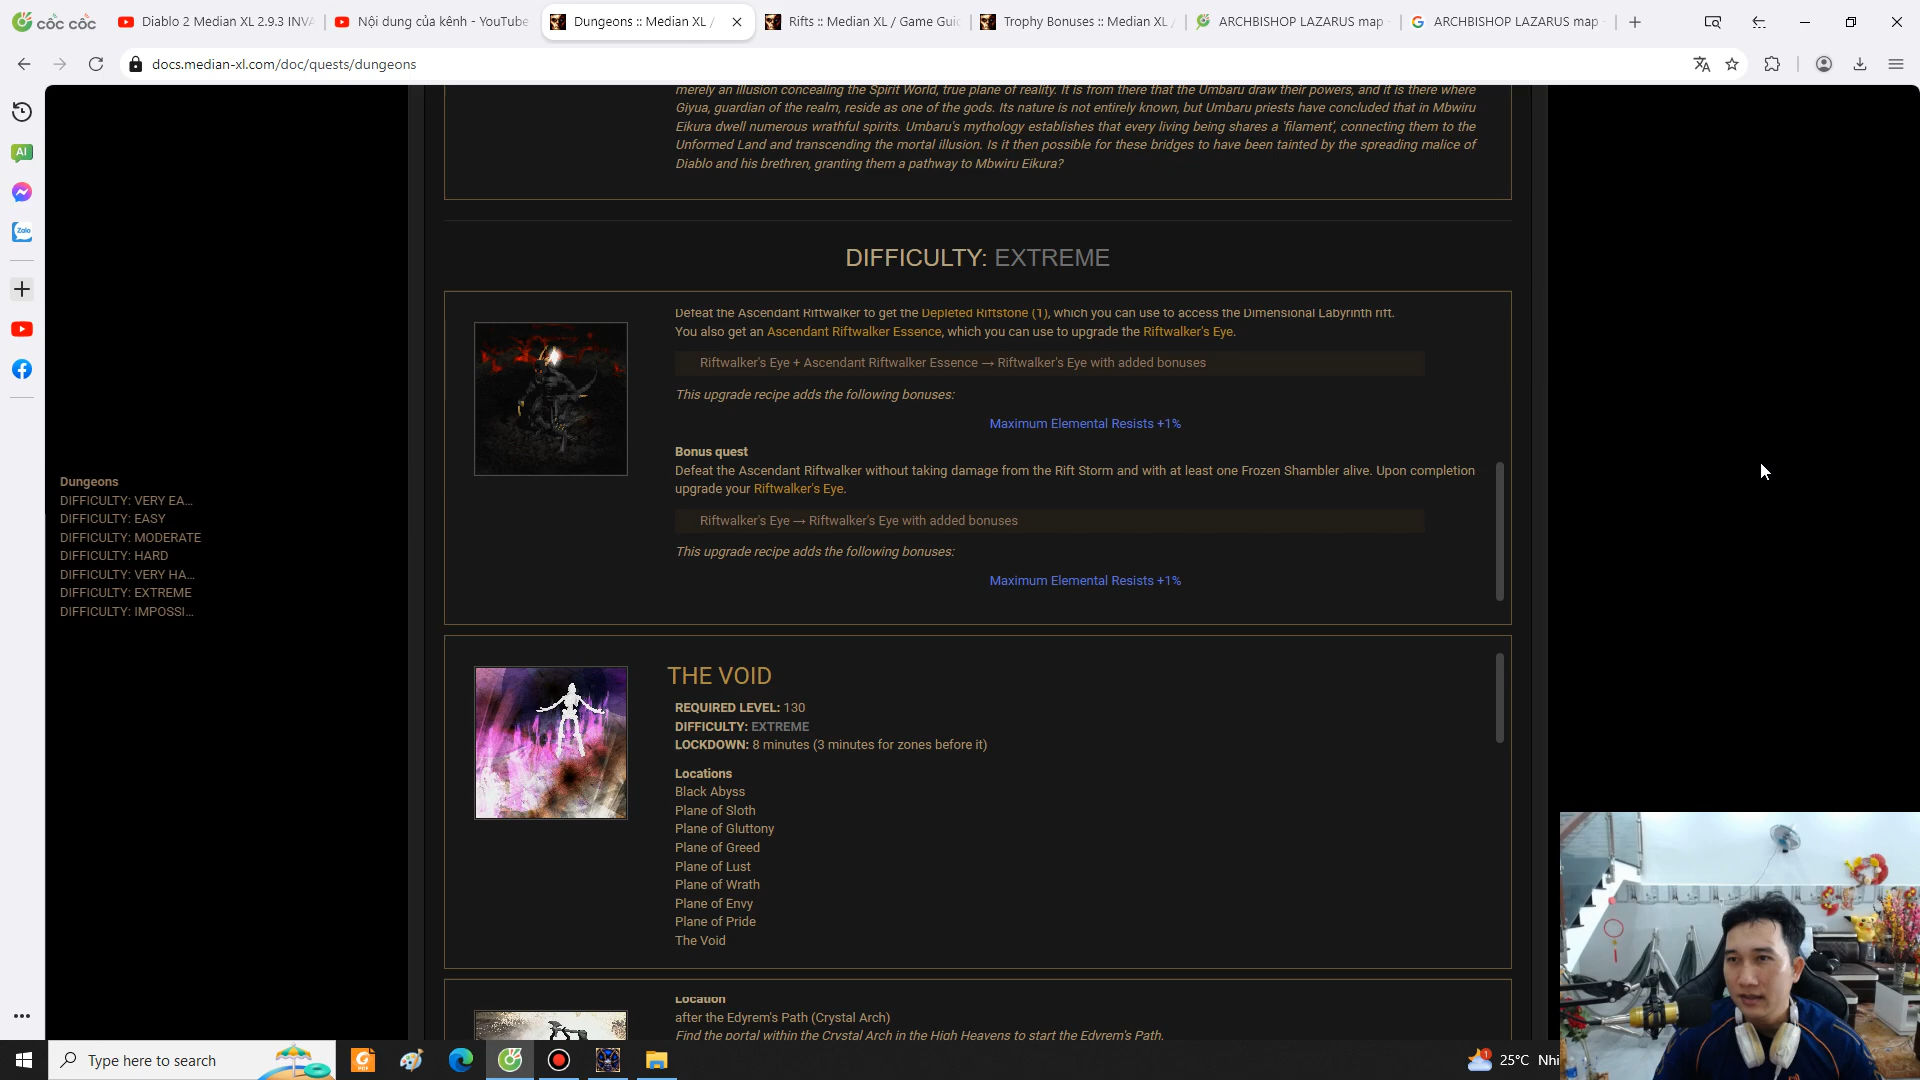 cốc cốc
Diablo 2 Median XL 2.9.3 INVA
Nội dung của kênh - YouTube
Dungeons :: Median XL /
Rifts :: Median XL / Game Guid
Trophy Bonuses :: Median XL /
ARCHBISHOP LAZARUS map -
ARCHBISHOP LAZARUS map -
docs.median-xl.com/doc/quests/dungeons
AI
Zalo
merely an illusion concealing the Spirit World, true plane of reality. It is from there that the Umbaru draw their powers, and it is there where
Giyua, guardian of the realm, reside as one of the gods. Its nature is not entirely known, but Umbaru priests have concluded that in Mbwiru
Eikura dwell numerous wrathful spirits. Umbaru's mythology establishes that every living being shares a 'filament', connecting them to the
Unformed Land and transcending the mortal illusion. Is it then possible for these bridges to have been tainted by the spreading malice of
Diablo and his brethren, granting them a pathway to Mbwiru Eikura?
DIFFICULTY: EXTREME
Defeat the Ascendant Riftwalker to get the Depleted Riftstone (1), which you can use to access the Dimensional Labyrinth rift.
You also get an Ascendant Riftwalker Essence, which you can use to upgrade the Riftwalker's Eye.
Riftwalker's Eye + Ascendant Riftwalker Essence → Riftwalker's Eye with added bonuses
This upgrade recipe adds the following bonuses:
Maximum Elemental Resists +1%
Bonus quest
Defeat the Ascendant Riftwalker without taking damage from the Rift Storm and with at least one Frozen Shambler alive. Upon completion
upgrade your Riftwalker's Eye.
Riftwalker's Eye → Riftwalker's Eye with added bonuses
This upgrade recipe adds the following bonuses:
Maximum Elemental Resists +1%
Dungeons
DIFFICULTY: VERY EA...
DIFFICULTY: EASY
DIFFICULTY: MODERATE
DIFFICULTY: HARD
DIFFICULTY: VERY HA...
DIFFICULTY: EXTREME
DIFFICULTY: IMPOSSI...
THE VOID
REQUIRED LEVEL: 130
DIFFICULTY: EXTREME
LOCKDOWN: 8 minutes (3 minutes for zones before it)
Locations
Black Abyss
Plane of Sloth
Plane of Gluttony
Plane of Greed
Plane of Lust
Plane of Wrath
Plane of Envy
Plane of Pride
The Void
Location
after the Edyrem's Path (Crystal Arch)
Find the portal within the Crystal Arch in the High Heavens to start the Edyrem's Path.
Type here to search
1
25°C Nhi